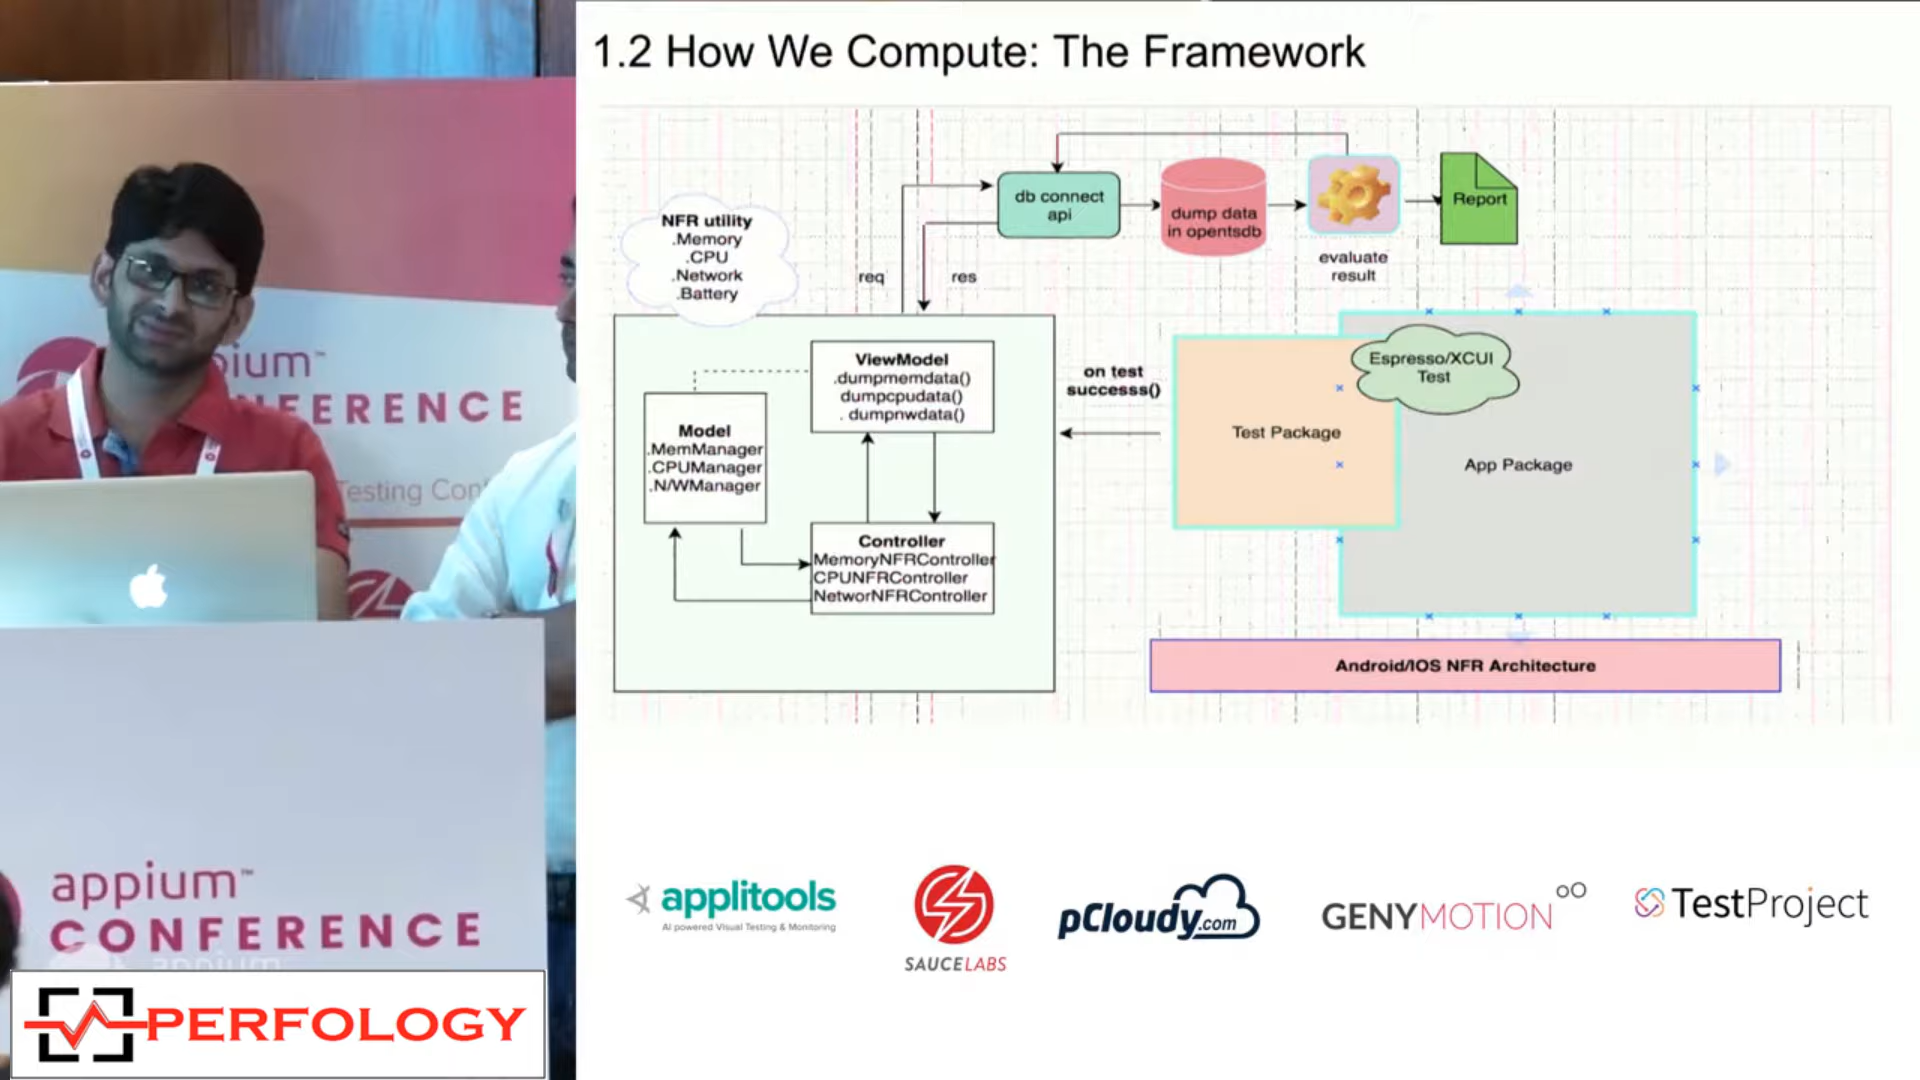 1.2 How We Compute: The Framework
NFR utility
.Memory
.CPU
.Network
.Battery
req
res
db connect
api
dump data
in opentsdb
evaluate
result
Report
ViewModel
.dumpmemdata()
dumpcpudata()
. dumpnwdata()
Model
.MemManager
.CPUManager
.N/WManager
Controller
MemoryNFRController
CPUNFRController
NetworNFRController
on test
successs()
Espresso/XCUI
Test
Test Package
App Package
Android/IOS NFR Architecture
applitools
AI powered Visual Testing & Monitoring
SAUCELABS
pCloudy.com
GENYMOTION
TestProject
pium™
NFERENCE
Testing Con
appium™
CONFERENCE
appium
PERFOLOGY